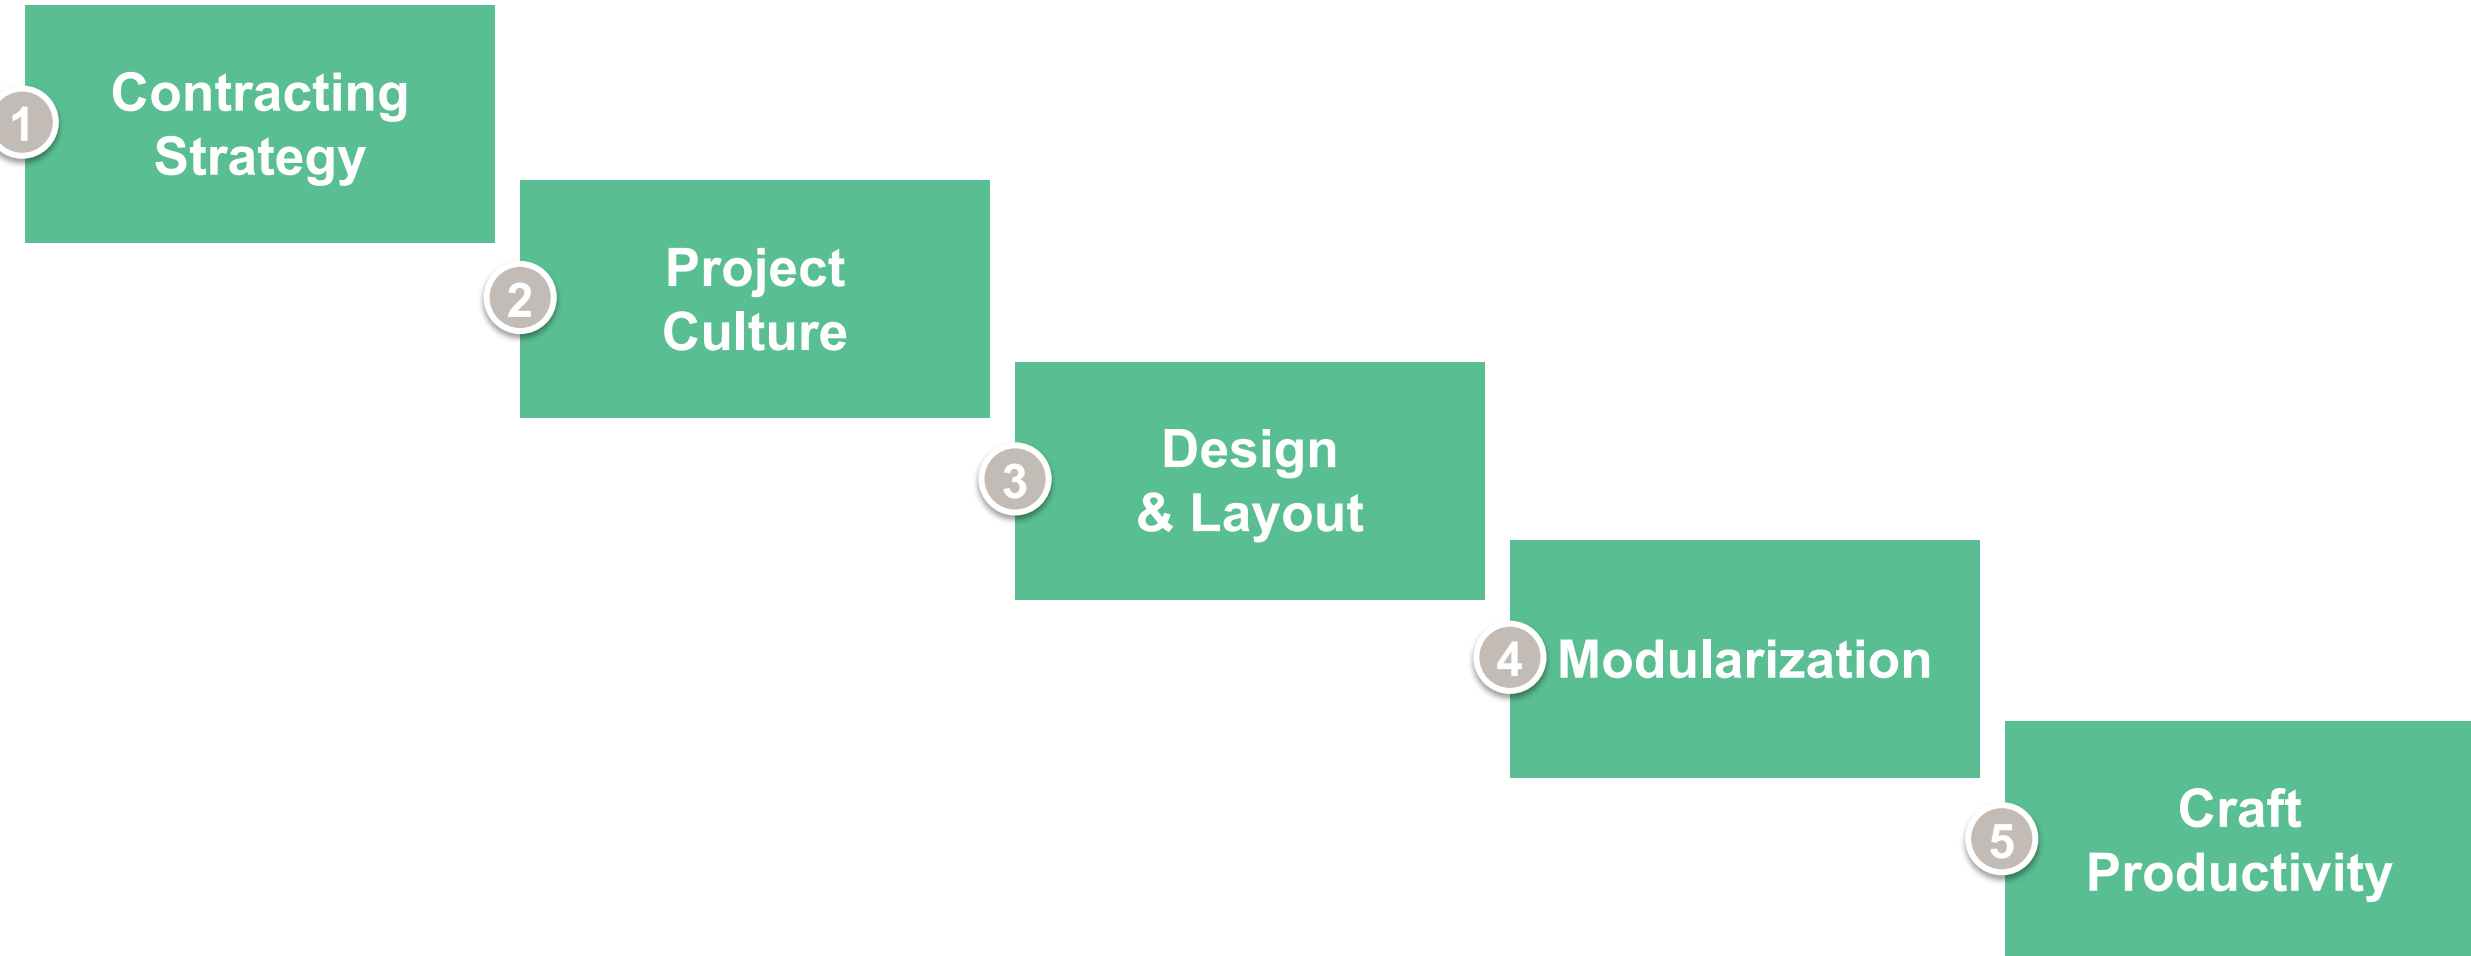 1
Contracting
Strategy
2
Project
Culture
3
Design
& Layout
4
Modularization
5
Craft
Productivity